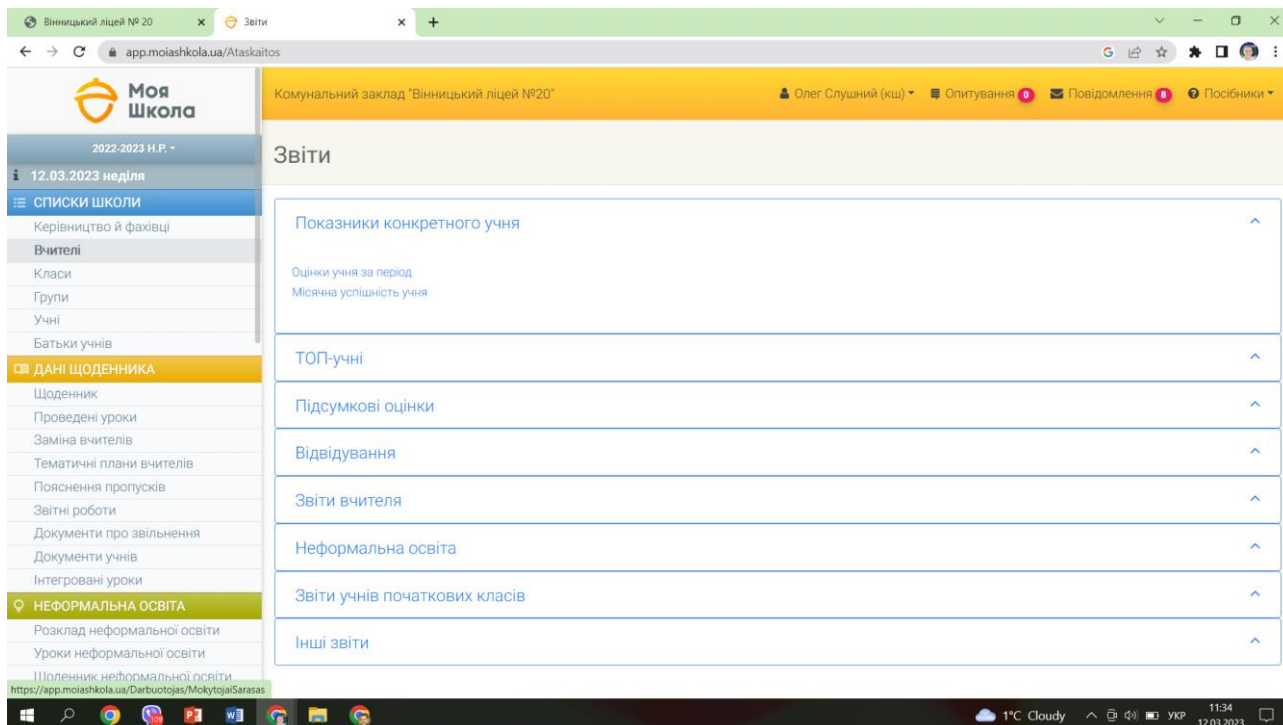 Вінницький ліцей № 20
Звіти
app.moiashkola.ua/Ataskaitos
Моя
Школа
Комунальний заклад "Вінницький ліцей №20"
Олег Слушний (кш)
Опитування 0
Повідомлення 8
Посібники
2022-2023 Н.Р.
12.03.2023 неділя
Звіти
СПИСКИ ШКОЛИ
Керівництво й фахівці
Вчителі
Класи
Групи
Учні
Батьки учнів
ДАНІ ЩОДЕННИКА
Щоденник
Проведені уроки
Заміна вчителів
Тематичні плани вчителів
Пояснення пропусків
Звітні роботи
Документи про звільнення
Документи учнів
Інтегровані уроки
НЕФОРМАЛЬНА ОСВІТА
Розклад неформальної освіти
Уроки неформальної освіти
Щоденник неформальної освіти
https://app.moiashkola.ua/Darbuotojas/MokytojaiSarasas
Показники конкретного учня
Оцінки учня за період
Місячна успішність учня
ТОП-учні
Підсумкові оцінки
Відвідування
Звіти вчителя
Неформальна освіта
Звіти учнів початкових класів
Інші звіти
1°C Cloudy
УКР
11:34
12.03.2023